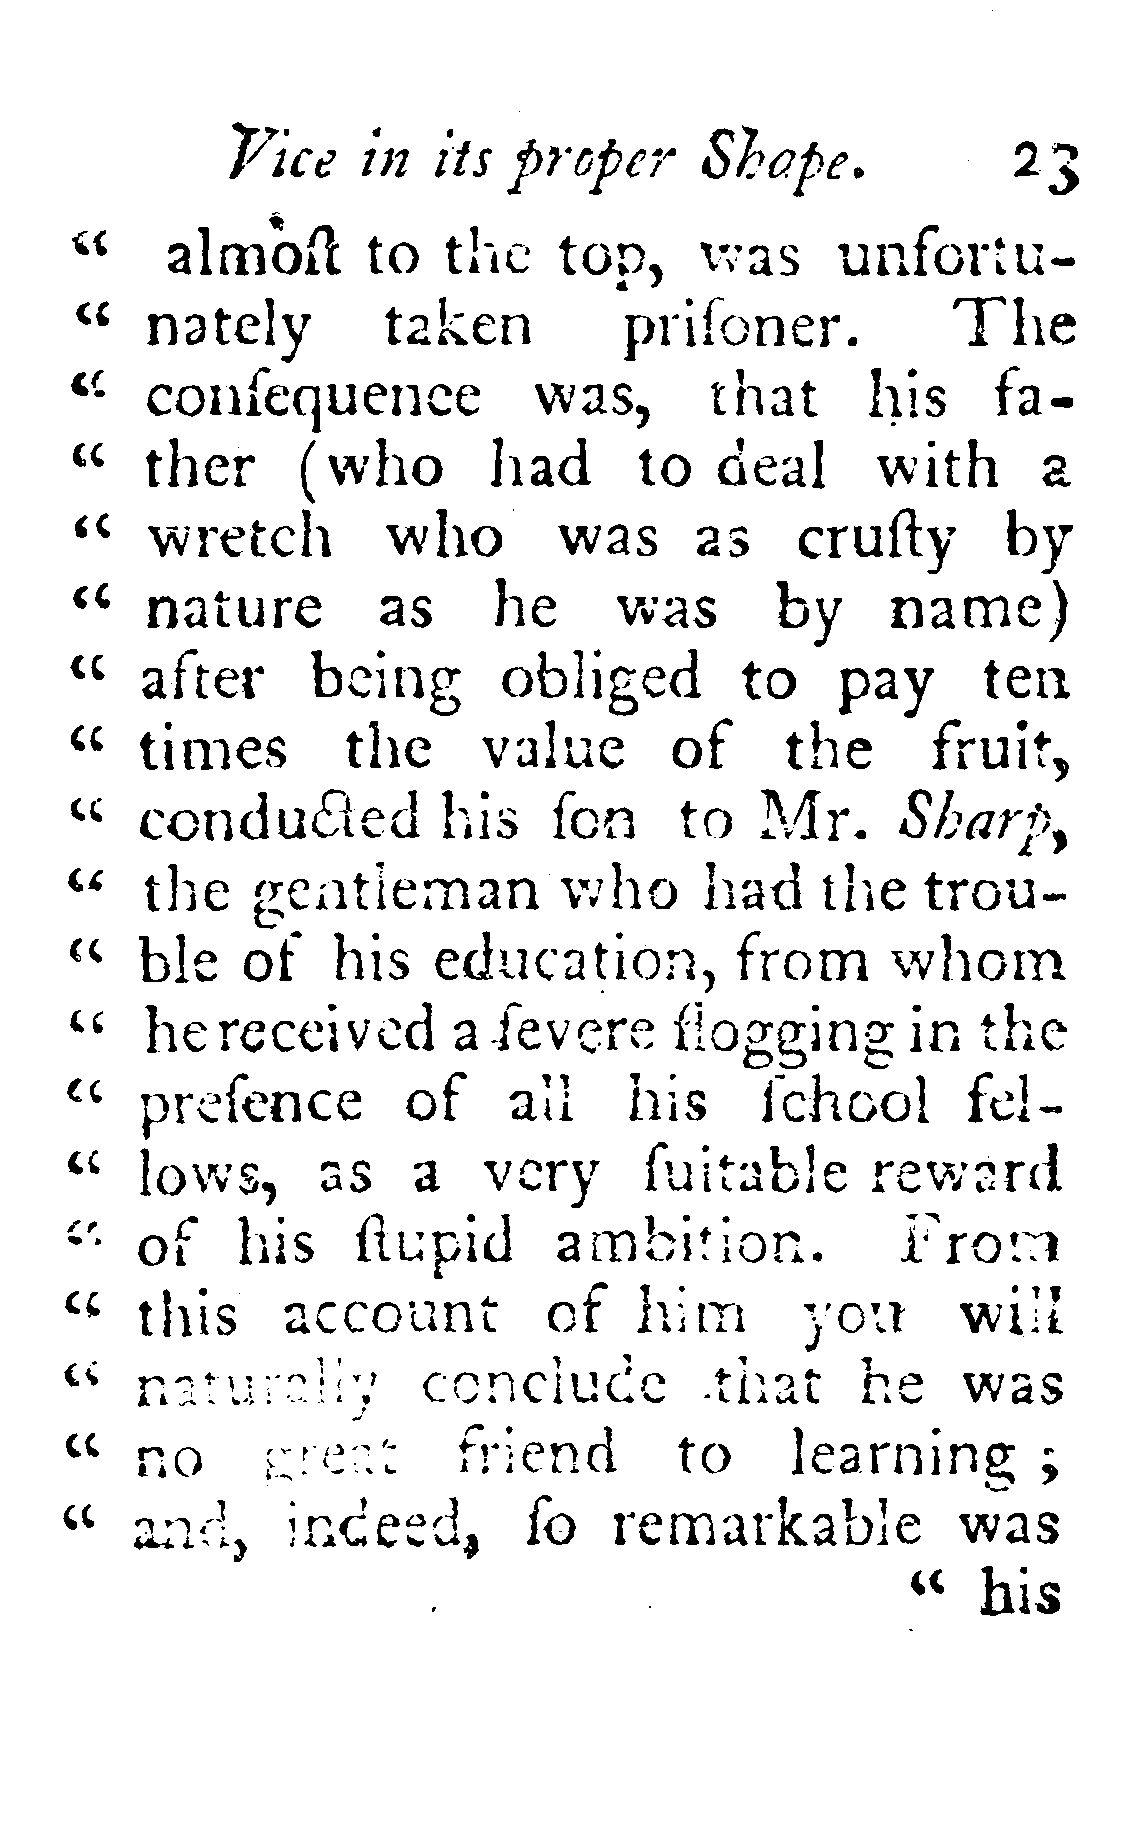 Vice in its proper Shape. 23
“ almoſt to the top, was unfortu-
“ nately taken priſoner. The
“ conſequence was, that his fa-
“ ther (who had to deal with a
“ wretch who was as cruſty by
“ nature as he was by name)
“ after being obliged to pay ten
“ times the value of the fruit,
“ conducted his ſon to Mr. Sharp,
“ the gentleman who had the trou-
“ ble of his education, from whom
“ he received a ſevere flogging in the
“ preſence of all his ſchool fel-
“ lows, as a very ſuitable reward
“ of his ſtupid ambition. From
“ this account of him you will
“ naturally conclude that he was
“ no great friend to learning ;
“ and, indeed, ſo remarkable was
“ his